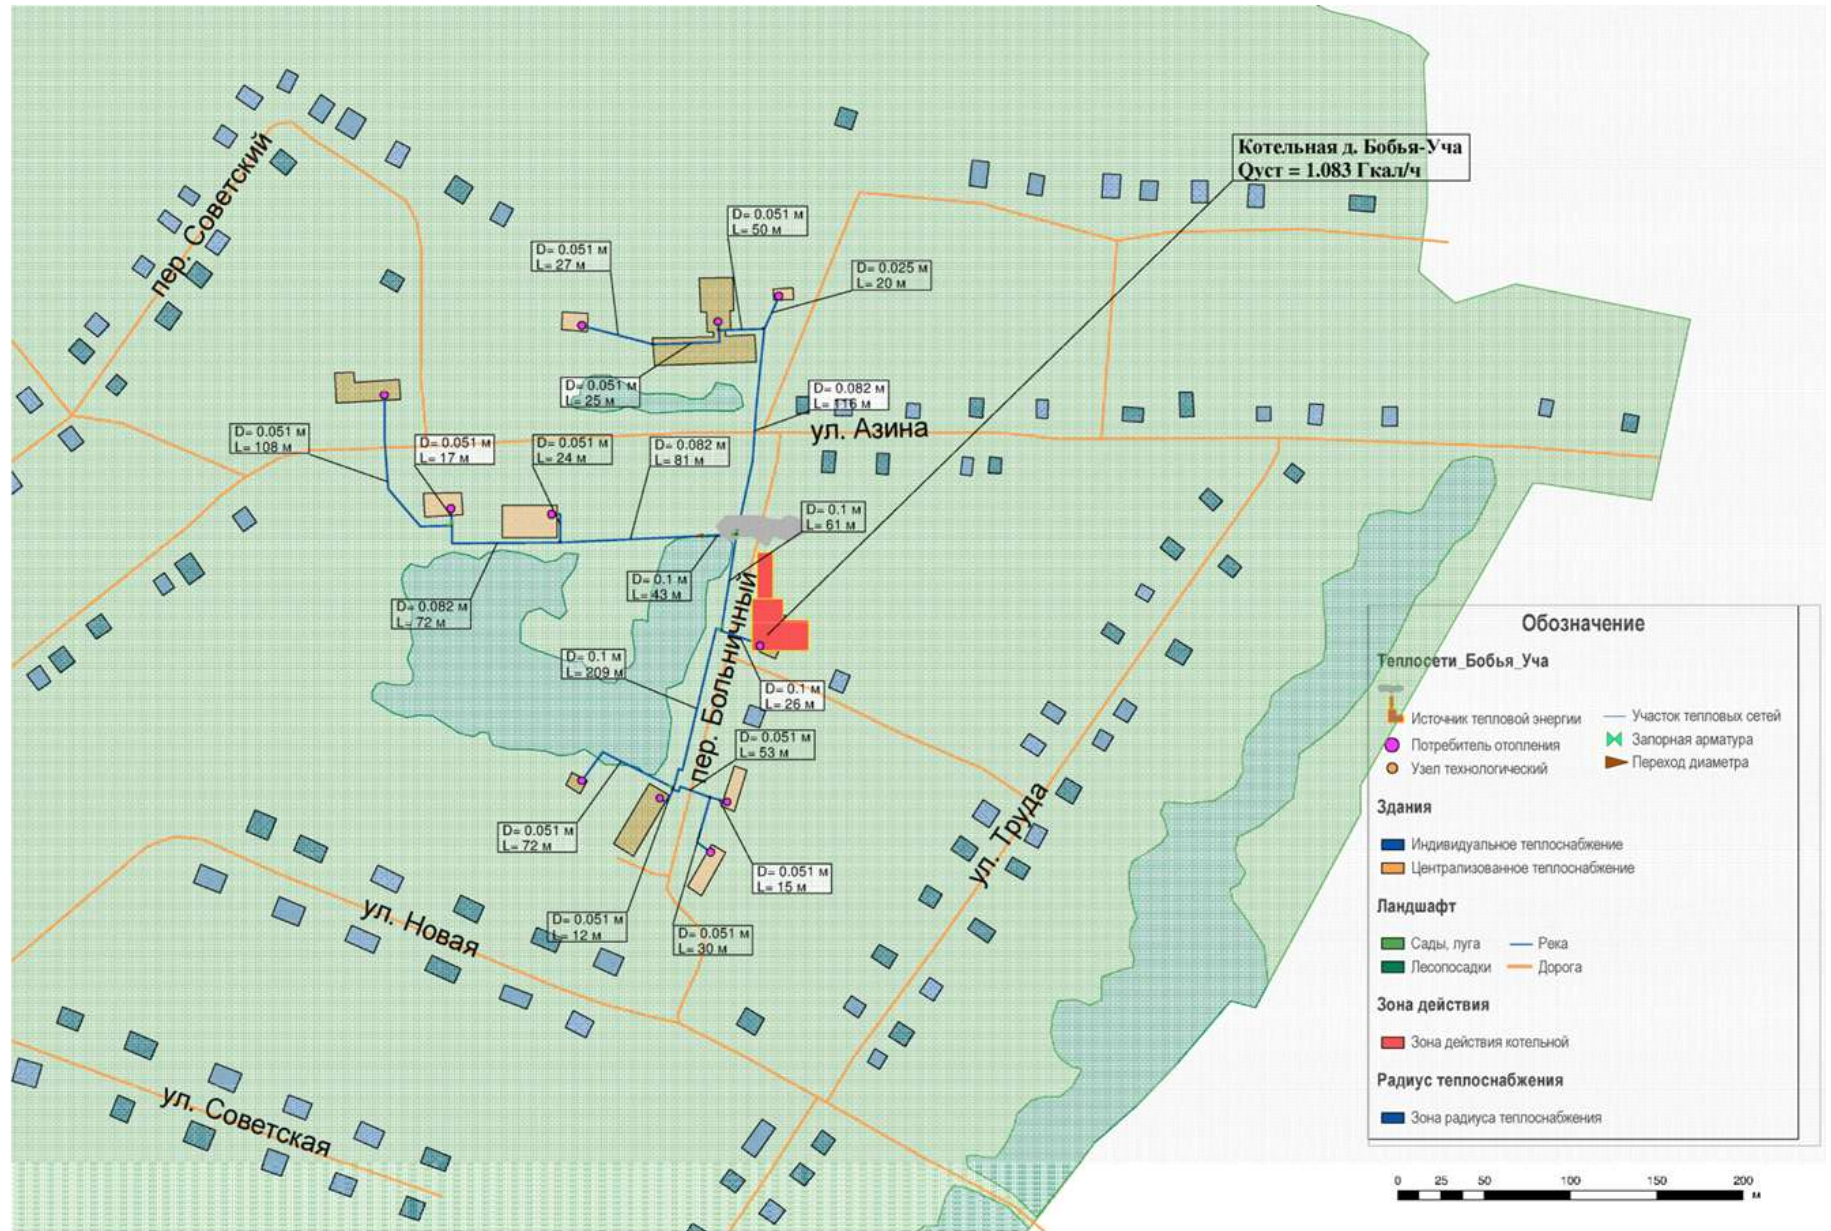 Котельная д. Бобья-Уча
Qуст = 1.083 Гкал/ч
пер. Советский
D= 0.051 м
L= 50 м
D= 0.051 м
L= 27 м
D= 0.025 м
L= 20 м
D= 0.051 м
L= 25 м
D= 0.082 м
L= 116 м
ул. Азина
D= 0.051 м
L= 108 м
D= 0.051 м
L= 17 м
D= 0.051 м
L= 24 м
D= 0.082 м
L= 81 м
D= 0.1 м
L= 61 м
D= 0.1 м
L= 43 м
D= 0.082 м
L= 72 м
пер. Больничный
D= 0.1 м
L= 209 м
D= 0.1 м
L= 26 м
D= 0.051 м
L= 53 м
D= 0.051 м
L= 72 м
D= 0.051 м
L= 15 м
D= 0.051 м
L= 12 м
D= 0.051 м
L= 30 м
ул. Труда
ул. Новая
ул. Советская
Обозначение
Теплосети_Бобья_Уча
Источник тепловой энергии
Потребитель отопления
Узел технологический
Участок тепловых сетей
Запорная арматура
Переход диаметра
Здания
Индивидуальное теплоснабжение
Централизованное теплоснабжение
Ландшафт
Сады, луга
Река
Лесопосадки
Дорога
Зона действия
Зона действия котельной
Радиус теплоснабжения
Зона радиуса теплоснабжения
0 25 50 100 150 200
м